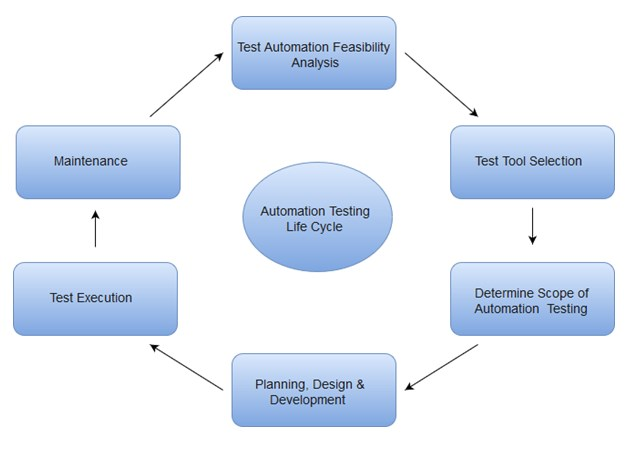 Test Automation Feasibility
Analysis
Maintenance
Test Tool Selection
Automation Testing
Life Cycle
Test Execution
Determine Scope of
Automation Testing
Planning, Design &
Development